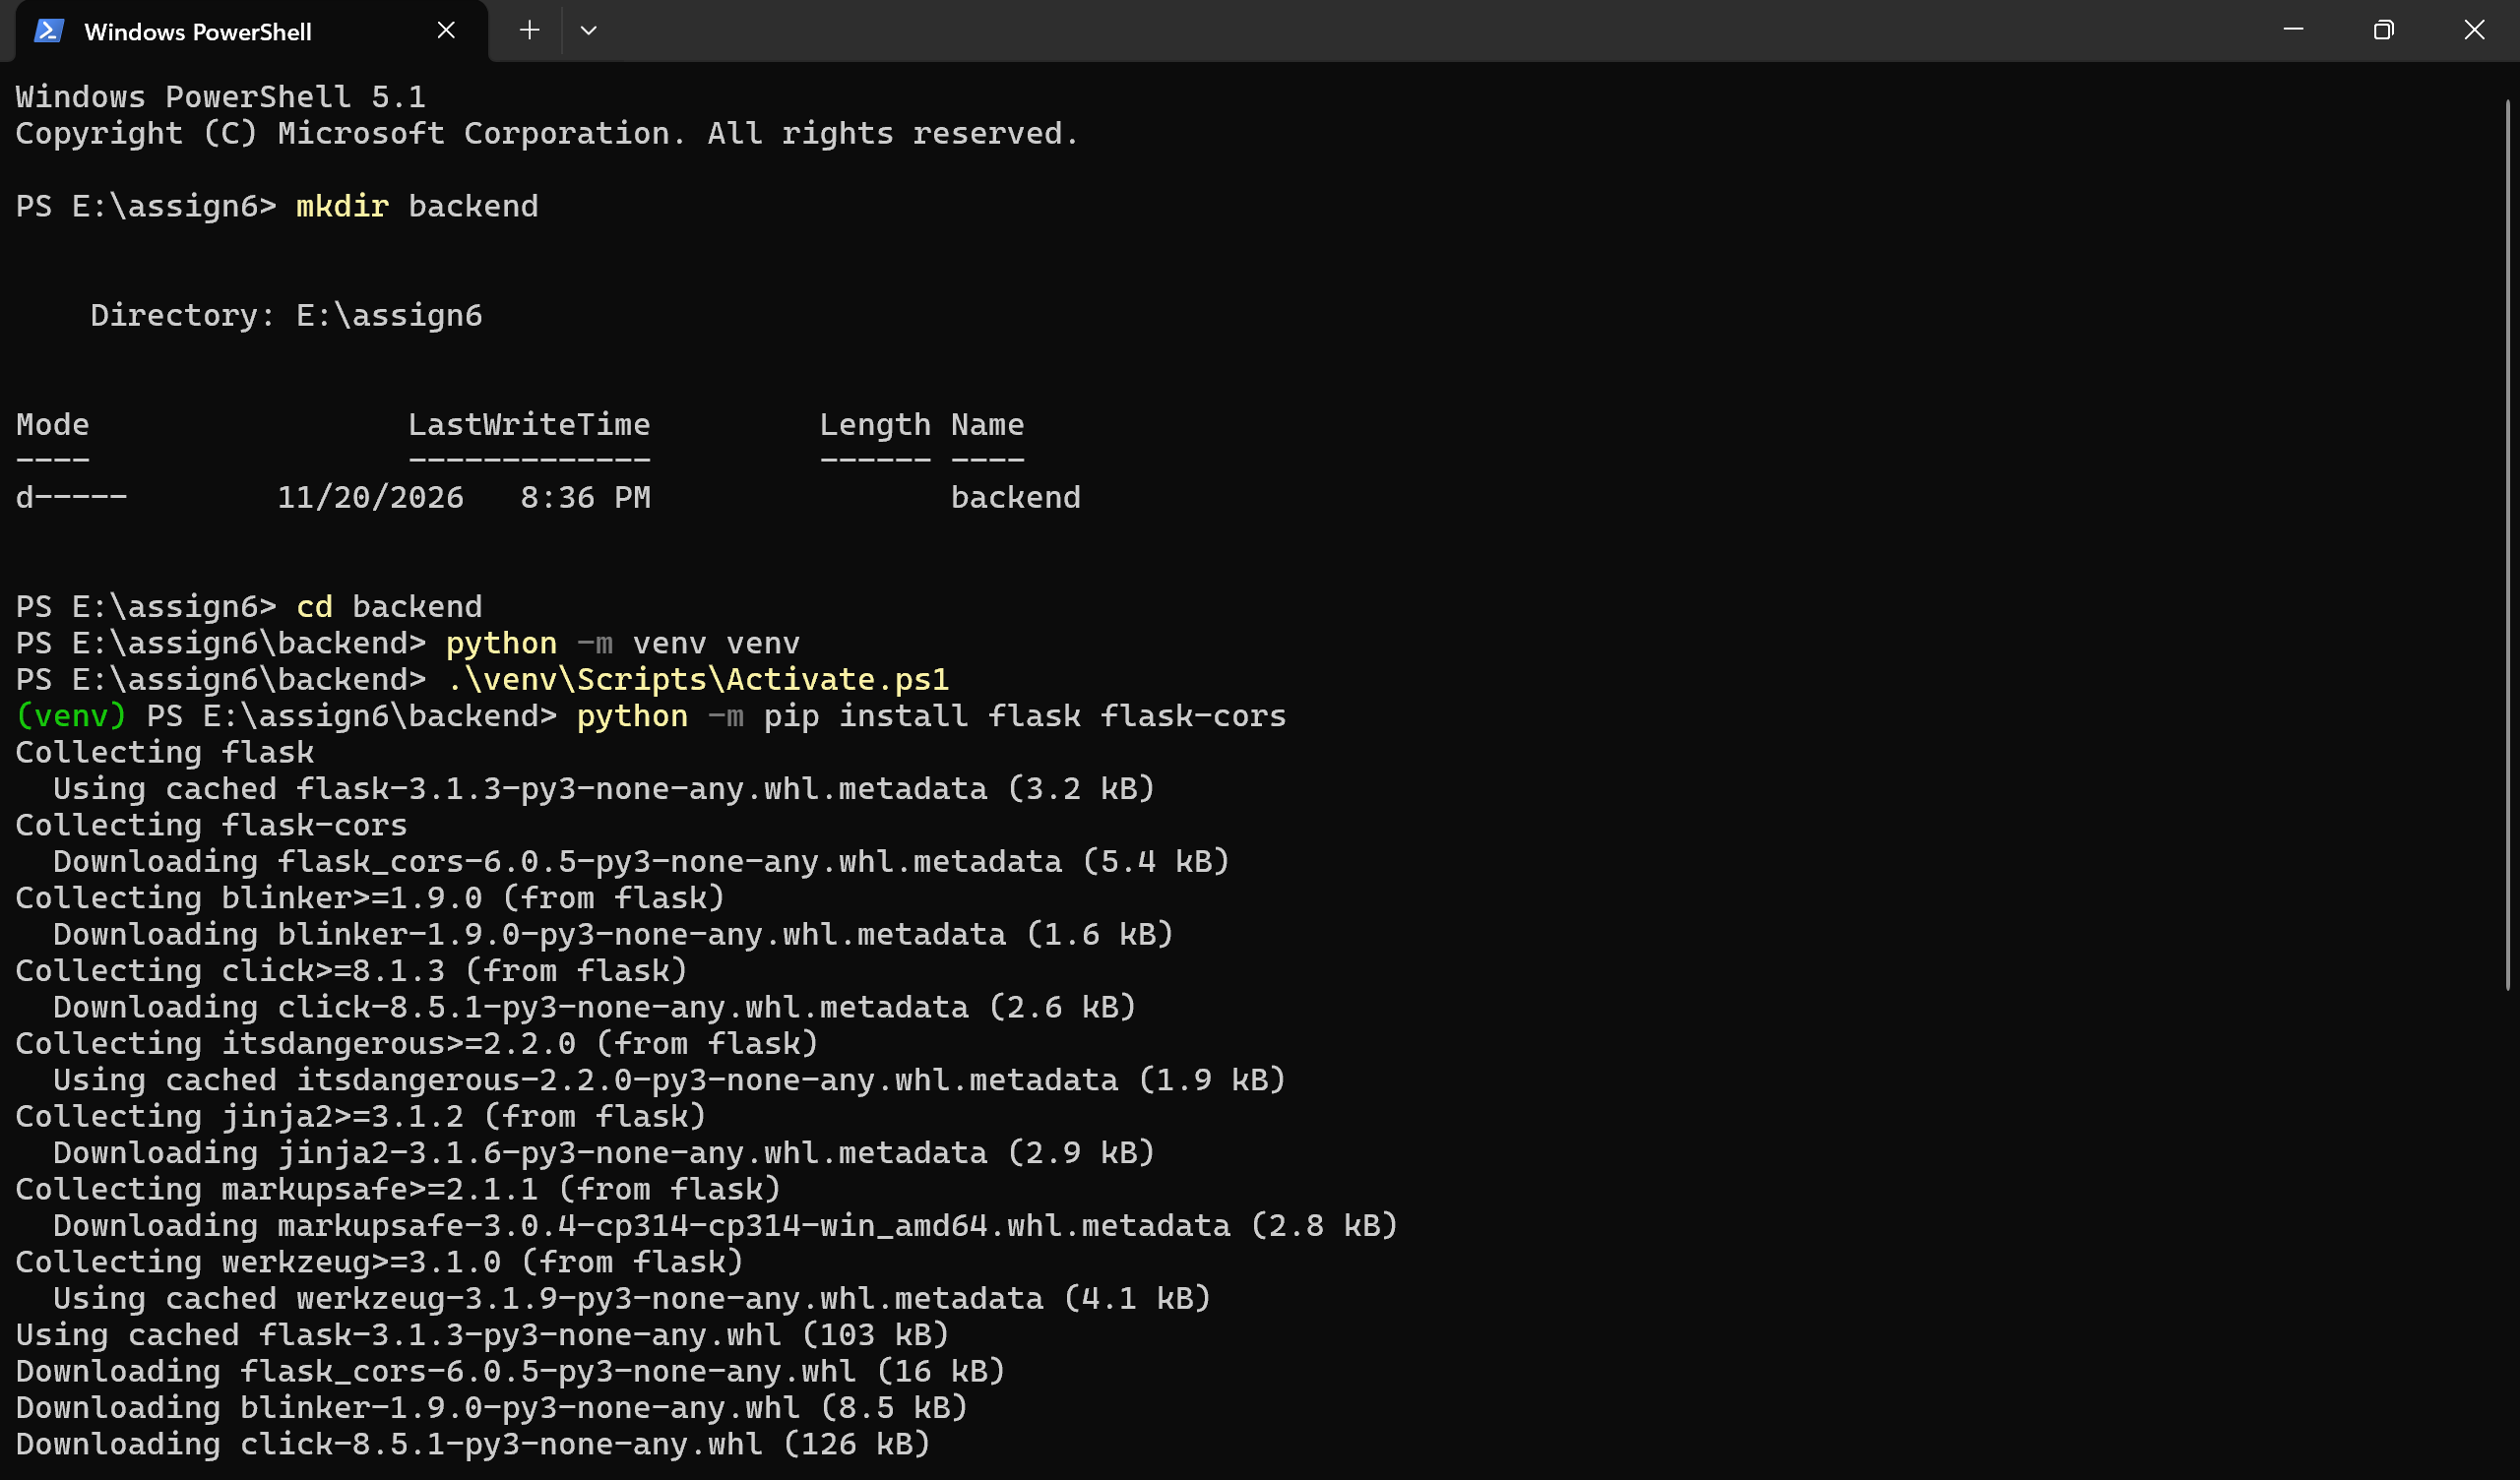 Windows PowerShell
Windows PowerShell 5.1
Copyright (C) Microsoft Corporation. All rights reserved.
PS E:\assign6> mkdir backend
    Directory: E:\assign6
Mode                 LastWriteTime         Length Name
----                 -------------         ------ ----
d-----        11/20/2026   8:36 PM                backend
PS E:\assign6> cd backend
PS E:\assign6\backend> python -m venv venv
PS E:\assign6\backend> .\venv\Scripts\Activate.ps1
(venv) PS E:\assign6\backend> python -m pip install flask flask-cors
Collecting flask
  Using cached flask-3.1.3-py3-none-any.whl.metadata (3.2 kB)
Collecting flask-cors
  Downloading flask_cors-6.0.5-py3-none-any.whl.metadata (5.4 kB)
Collecting blinker>=1.9.0 (from flask)
  Downloading blinker-1.9.0-py3-none-any.whl.metadata (1.6 kB)
Collecting click>=8.1.3 (from flask)
  Downloading click-8.5.1-py3-none-any.whl.metadata (2.6 kB)
Collecting itsdangerous>=2.2.0 (from flask)
  Using cached itsdangerous-2.2.0-py3-none-any.whl.metadata (1.9 kB)
Collecting jinja2>=3.1.2 (from flask)
  Downloading jinja2-3.1.6-py3-none-any.whl.metadata (2.9 kB)
Collecting markupsafe>=2.1.1 (from flask)
  Downloading markupsafe-3.0.4-cp314-cp314-win_amd64.whl.metadata (2.8 kB)
Collecting werkzeug>=3.1.0 (from flask)
  Using cached werkzeug-3.1.9-py3-none-any.whl.metadata (4.1 kB)
Using cached flask-3.1.3-py3-none-any.whl (103 kB)
Downloading flask_cors-6.0.5-py3-none-any.whl (16 kB)
Downloading blinker-1.9.0-py3-none-any.whl (8.5 kB)
Downloading click-8.5.1-py3-none-any.whl (126 kB)